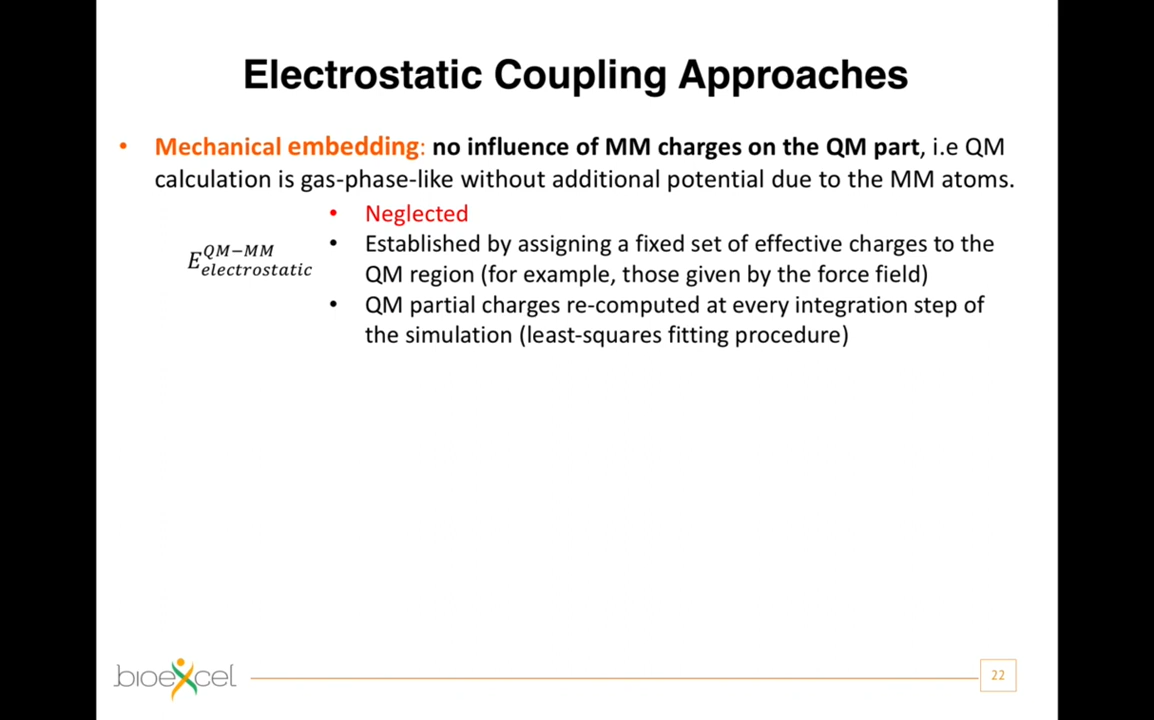 Electrostatic Coupling Approaches
• Mechanical embedding: no influence of MM charges on the QM part, i.e QM
calculation is gas-phase-like without additional potential due to the MM atoms.
• Neglected
E^{QM−MM}_{electrostatic}
• Established by assigning a fixed set of effective charges to the
QM region (for example, those given by the force field)
• QM partial charges re-computed at every integration step of
the simulation (least-squares fitting procedure)
bioexcel
22